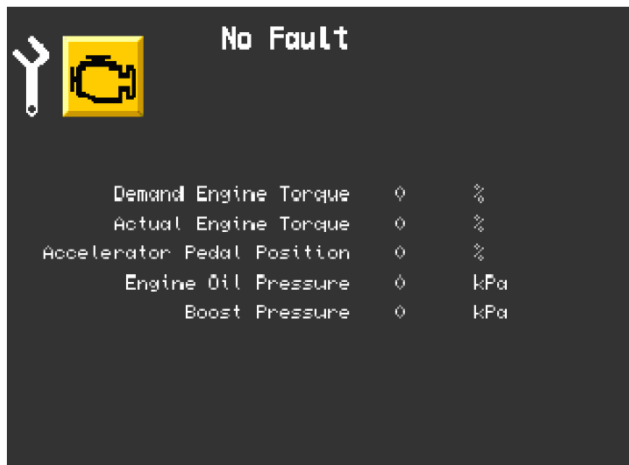 No Fault
Demand Engine Torque 0 %
Actual Engine Torque 0 %
Accelerator Pedal Position 0 %
Engine Oil Pressure 0 kPa
Boost Pressure 0 kPa